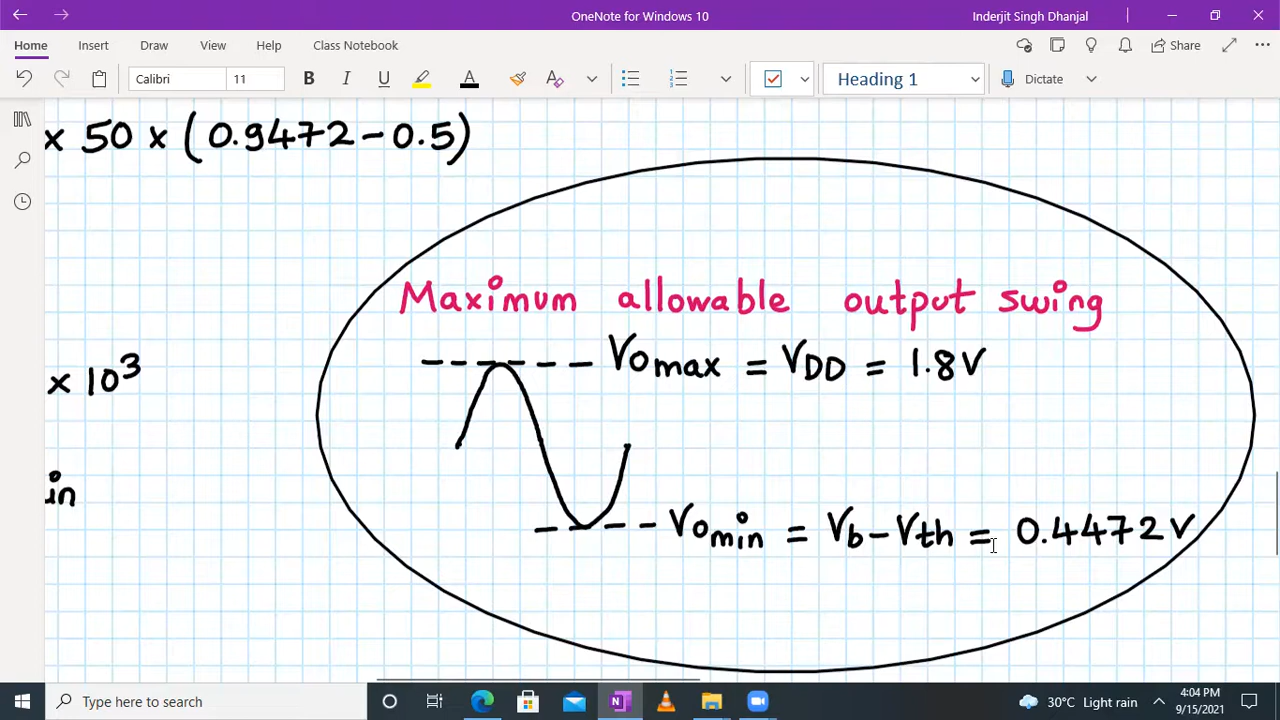 OneNote for Windows 10
Inderjit Singh Dhanjal
Home Insert Draw View Help Class Notebook
Share
Calibri 11 B I U A A Heading 1 Dictate
x 50 x (0.9472-0.5)
Maximum allowable output swing
Vomax = VDD = 1.8V
x 10³
in
Vomin = Vb-Vth = 0.4472V
Type here to search
30°C Light rain
4:04 PM
9/15/2021